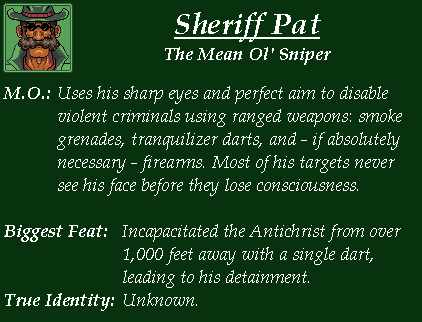 Sheriff Pat
The Mean Ol' Sniper
M.O.: Uses his sharp eyes and perfect aim to disable
violent criminals using ranged weapons: smoke
grenades, tranquilizer darts, and - if absolutely
necessary - firearms. Most of his targets never
see his face before they lose consciousness.
Biggest Feat: Incapacitated the Antichrist from over
1,000 feet away with a single dart,
leading to his detainment.
True Identity: Unknown.